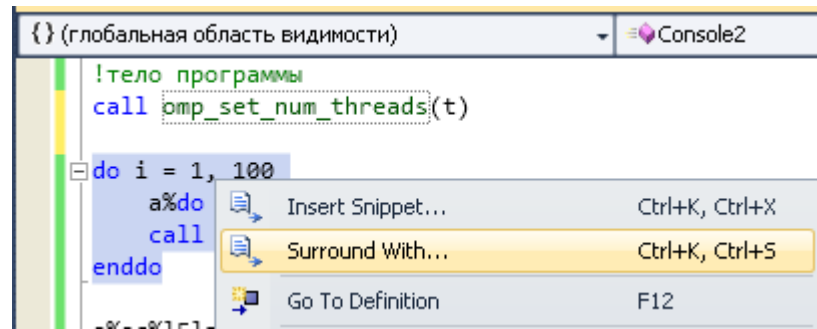 {} (глобальная область видимости) Console2
!тело программы
call omp_set_num_threads(t)
do i = 1, 100
a%do
call
enddo
Insert Snippet... Ctrl+K, Ctrl+X
Surround With... Ctrl+K, Ctrl+S
Go To Definition F12